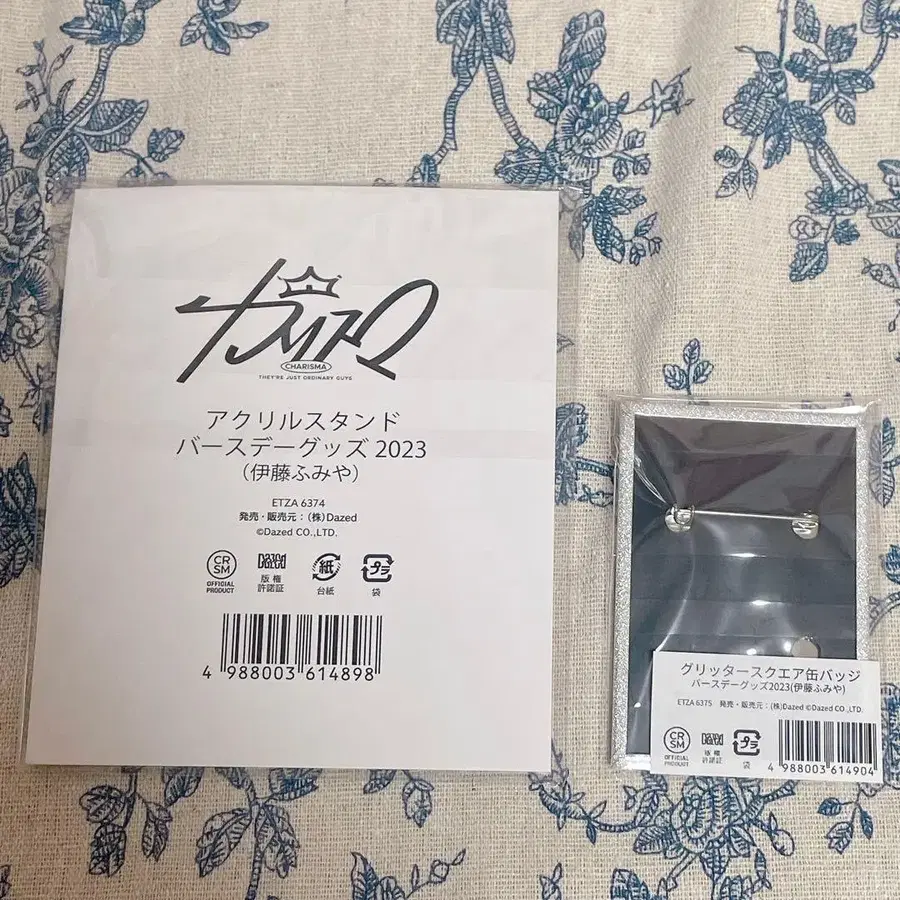 カリスマ
CHARISMA
THEY'RE JUST ORDINARY GUYS
アクリルスタンド
バースデーグッズ 2023
（伊藤ふみや）
ETZA 6374
発売・販売元：（株）Dazed
©Dazed CO.,LTD.
CR
SM
OFFICIAL
PRODUCT
Dazed
版権
許諾証
紙
台紙
プラ
袋
4 988003 614898
グリッタースクエア缶バッジ
バースデーグッズ2023(伊藤ふみや)
ETZA 6375 発売・販売元：(株)Dazed ©Dazed CO.,LTD.
CR
SM
OFFICIAL
PRODUCT
Dazed
版権
許諾証
プラ
袋
4 988003 614904